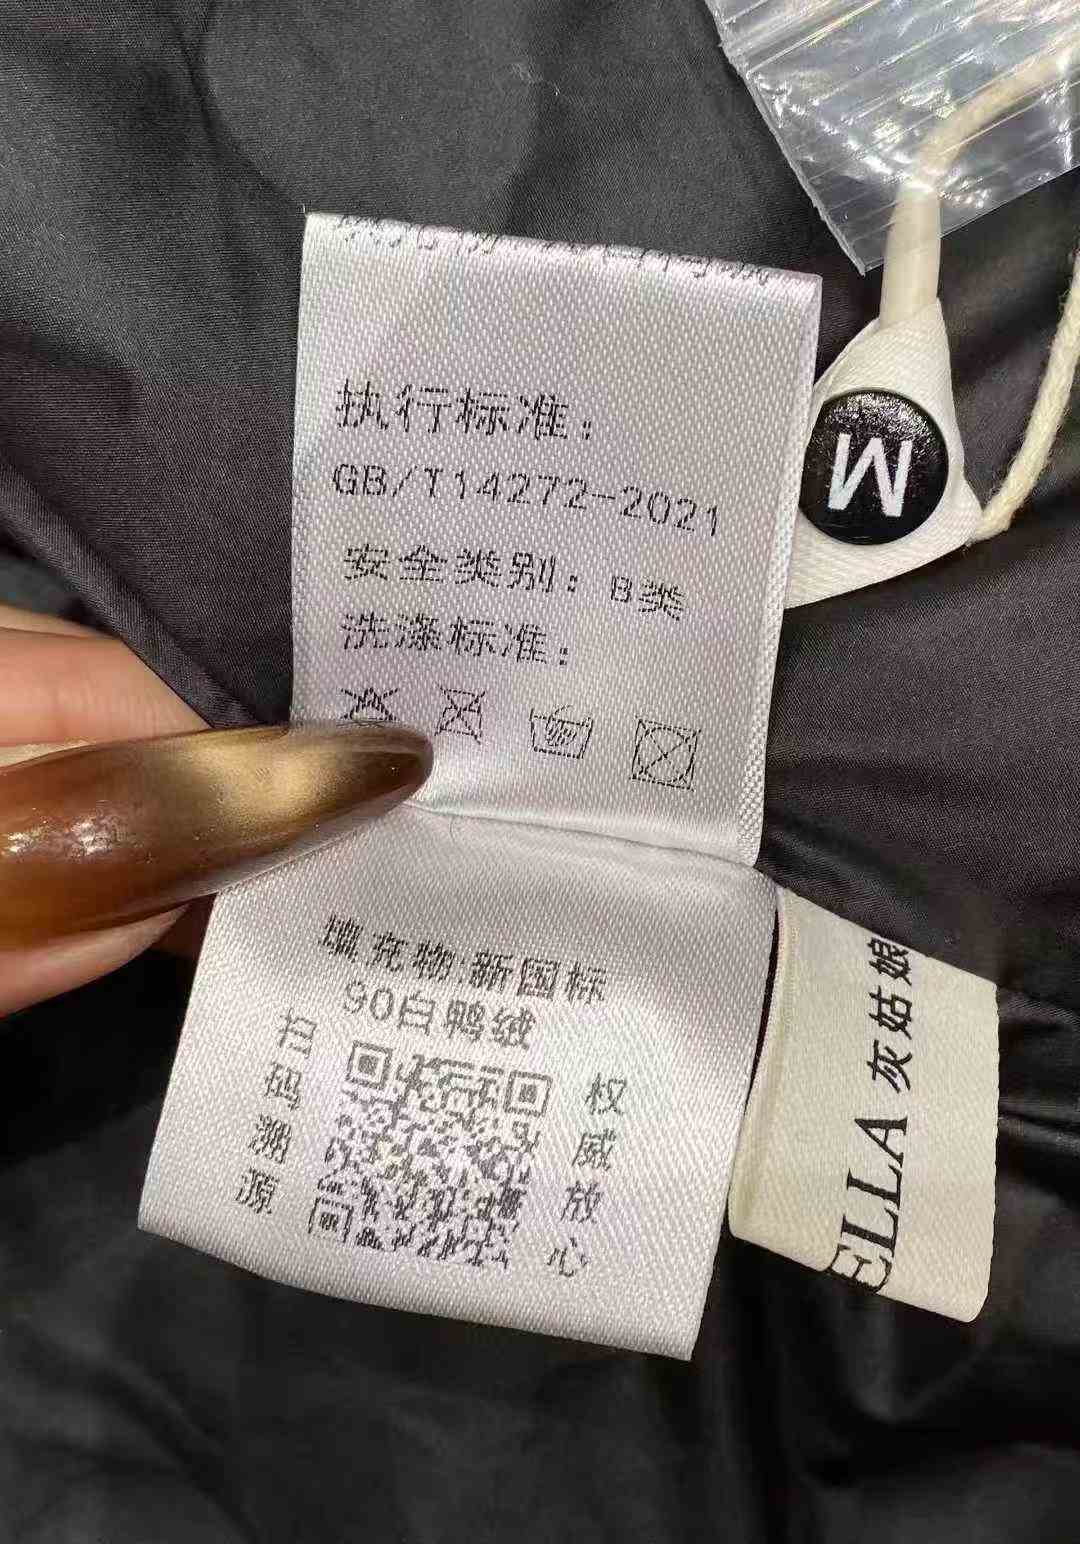 执行标准：
GB/T14272-2021
安全类别：B类
洗涤标准：
填充物:新国标
90白鸭绒
扫码溯源
权威放心
M
ELLA 灰姑娘